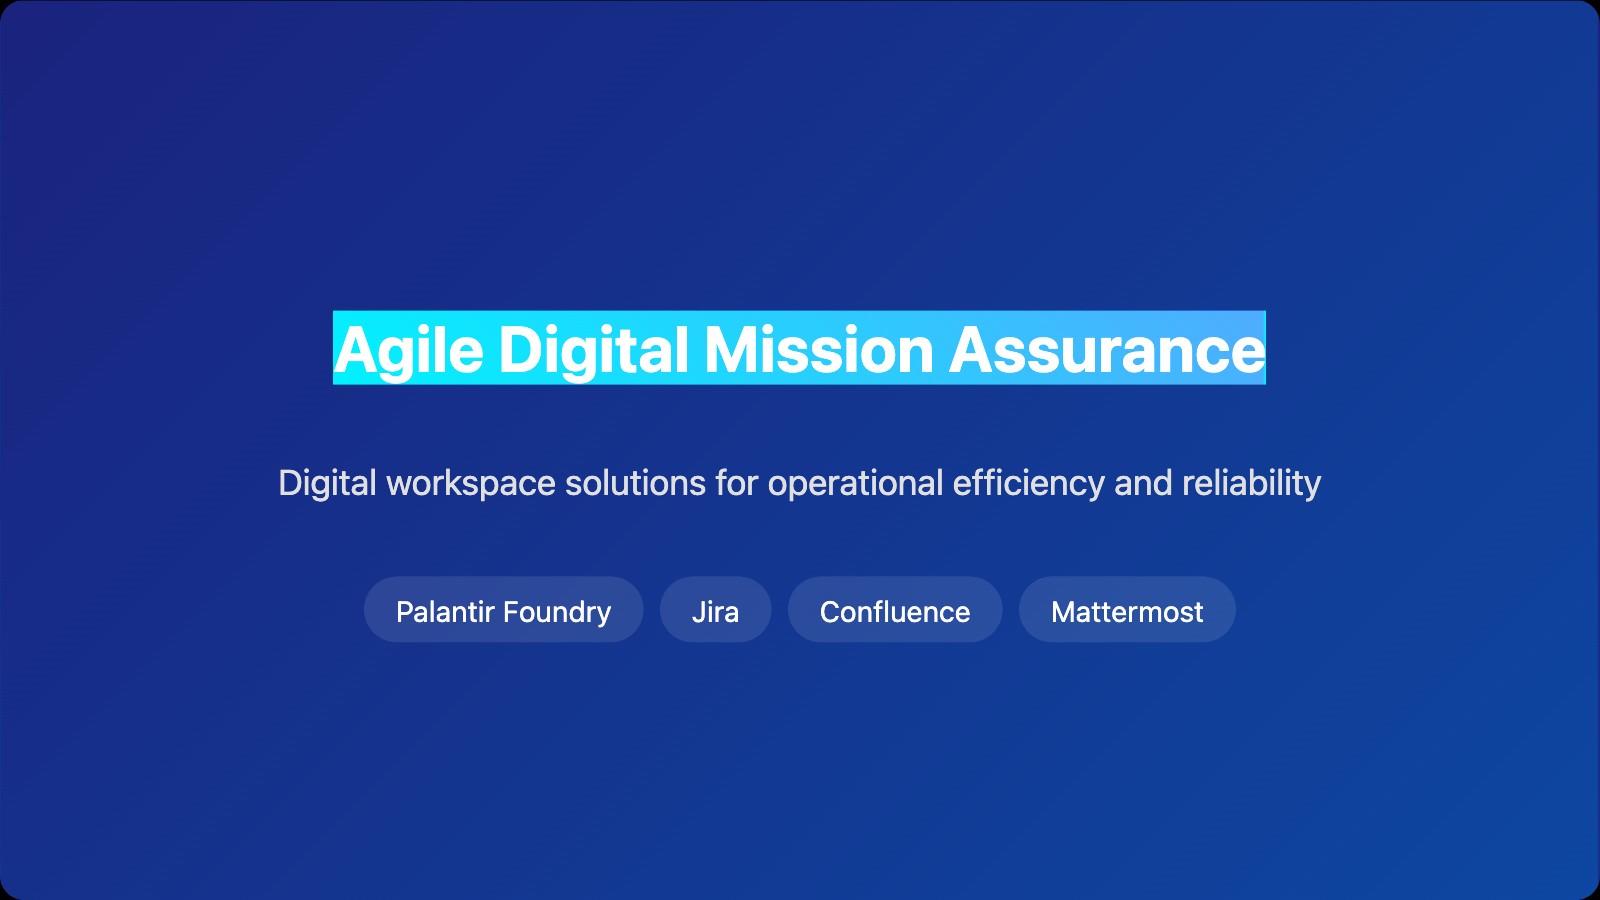 Agile Digital Mission Assurance
Digital workspace solutions for operational efficiency and reliability
Palantir Foundry
Jira
Confluence
Mattermost